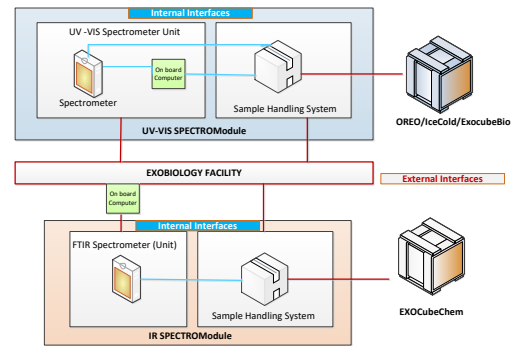 Internal Interfaces
UV -VIS Spectrometer Unit
On board
Computer
Spectrometer
Sample Handling System
OREO/IceCold/ExocubeBio
UV-VIS SPECTROModule
EXOBIOLOGY FACILITY
External Interfaces
On board
Computer
Internal Interfaces
FTIR Spectrometer (Unit)
Sample Handling System
EXOCubeChem
IR SPECTROModule